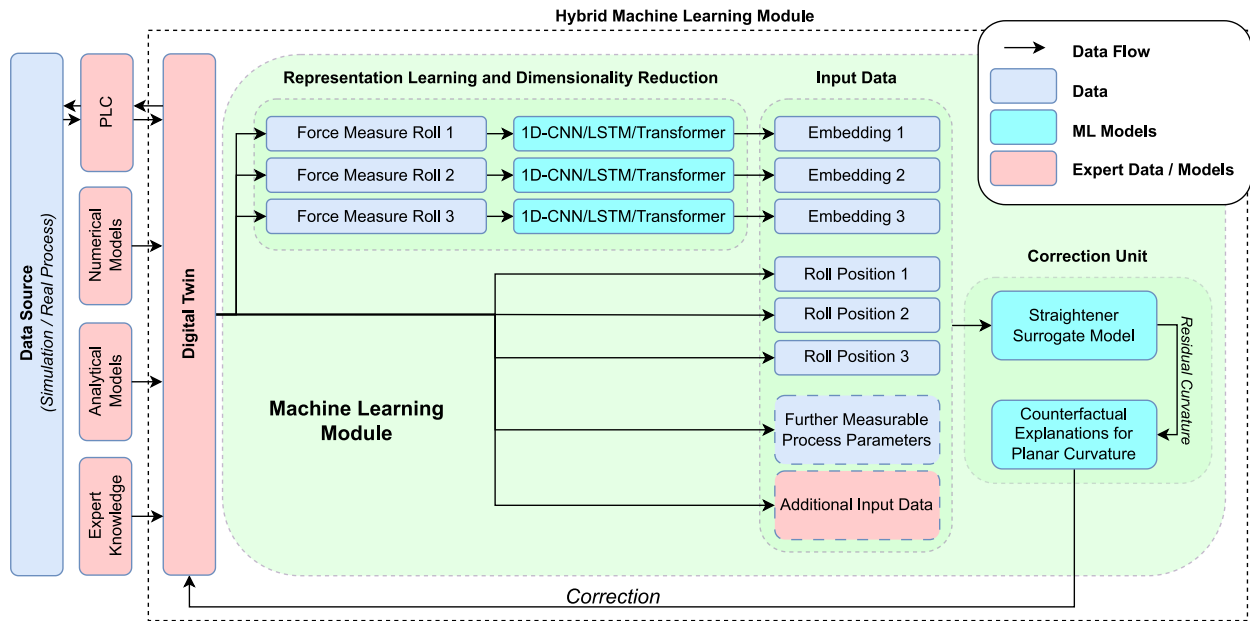 Hybrid Machine Learning Module
Data Source
(Simulation / Real Process)
PLC
Numerical
Models
Analytical
Models
Expert
Knowledge
Digital Twin
Representation Learning and Dimensionality Reduction
Force Measure Roll 1
1D-CNN/LSTM/Transformer
Force Measure Roll 2
1D-CNN/LSTM/Transformer
Force Measure Roll 3
1D-CNN/LSTM/Transformer
Machine Learning
Module
Input Data
Embedding 1
Embedding 2
Embedding 3
Roll Position 1
Roll Position 2
Roll Position 3
Further Measurable
Process Parameters
Additional Input Data
Correction Unit
Straightener
Surrogate Model
Residual Curvature
Counterfactual
Explanations for
Planar Curvature
Correction
Data Flow
Data
ML Models
Expert Data / Models